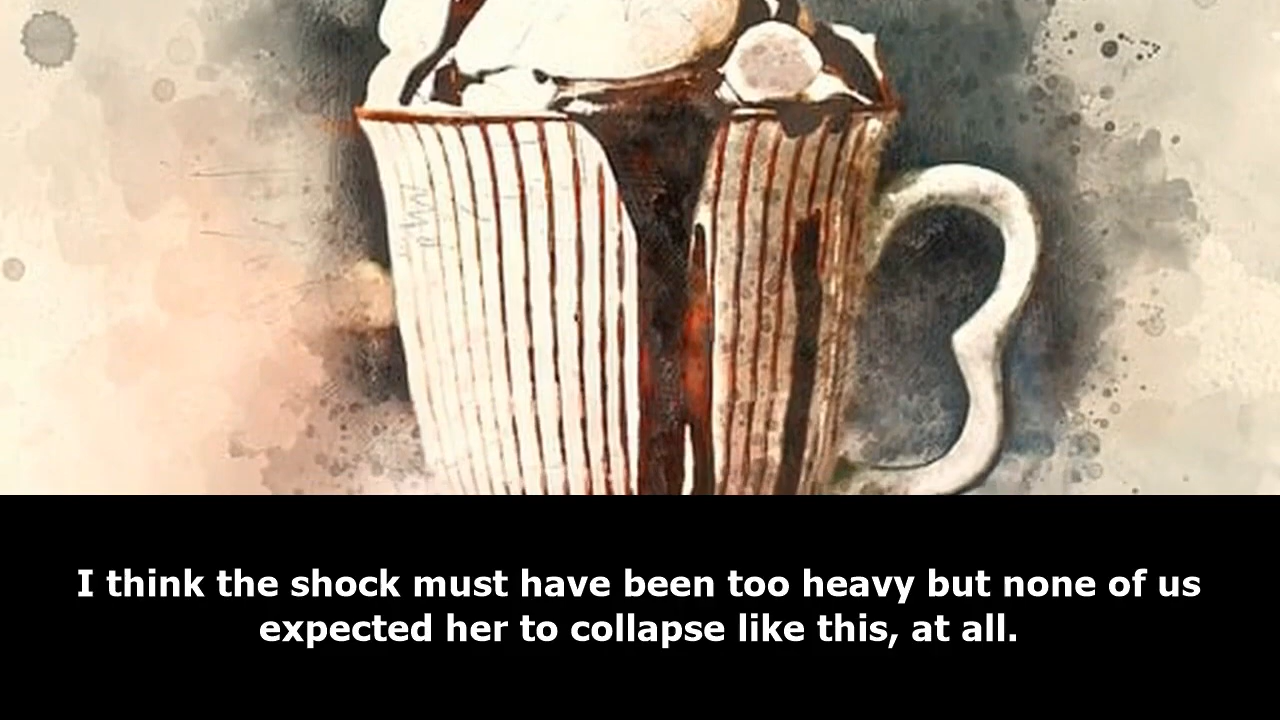 I think the shock must have been too heavy but none of us
expected her to collapse like this, at all.